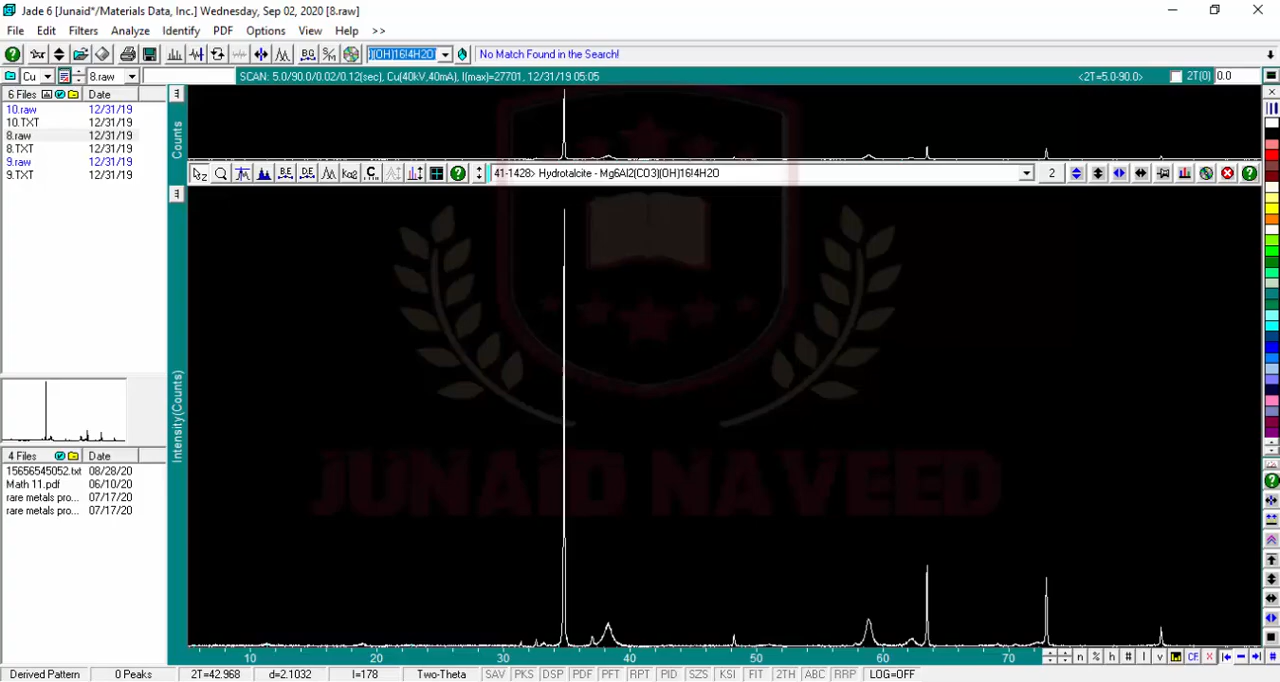 Jade 6 [Junaid*/Materials Data, Inc.] Wednesday, Sep 02, 2020 [8.raw]
File Edit Filters Analyze Identify PDF Options View Help >>
)(OH)16!4H2O No Match Found in the Search!
Cu 8.raw SCAN: 5.0/90.0/0.02/0.12(sec), Cu(40kV,40mA), I(max)=27701, 12/31/19 05:05 <2T=5.0-90.0> 2T(0) 0.0
6 Files Date
10.raw 12/31/19
10.TXT 12/31/19
8.raw 12/31/19
8.TXT 12/31/19
9.raw 12/31/19
9.TXT 12/31/19
Counts
41-1428> Hydrotalcite - Mg6Al2(CO3)(OH)16!4H2O 2
Intensity(Counts)
JUNAID NAVEED
4 Files Date
15656545052.txt 08/28/20
Math 11.pdf 06/10/20
rare metals pro... 07/17/20
rare metals pro... 07/17/20
10 20 30 40 50 60 70
n % h # l v CF
Derived Pattern 0 Peaks 2T=42.968 d=2.1032 I=178 Two-Theta SAV PKS DSP PDF PFT RPT PID SZS KSI FIT 2TH ABC RRP LOG=OFF